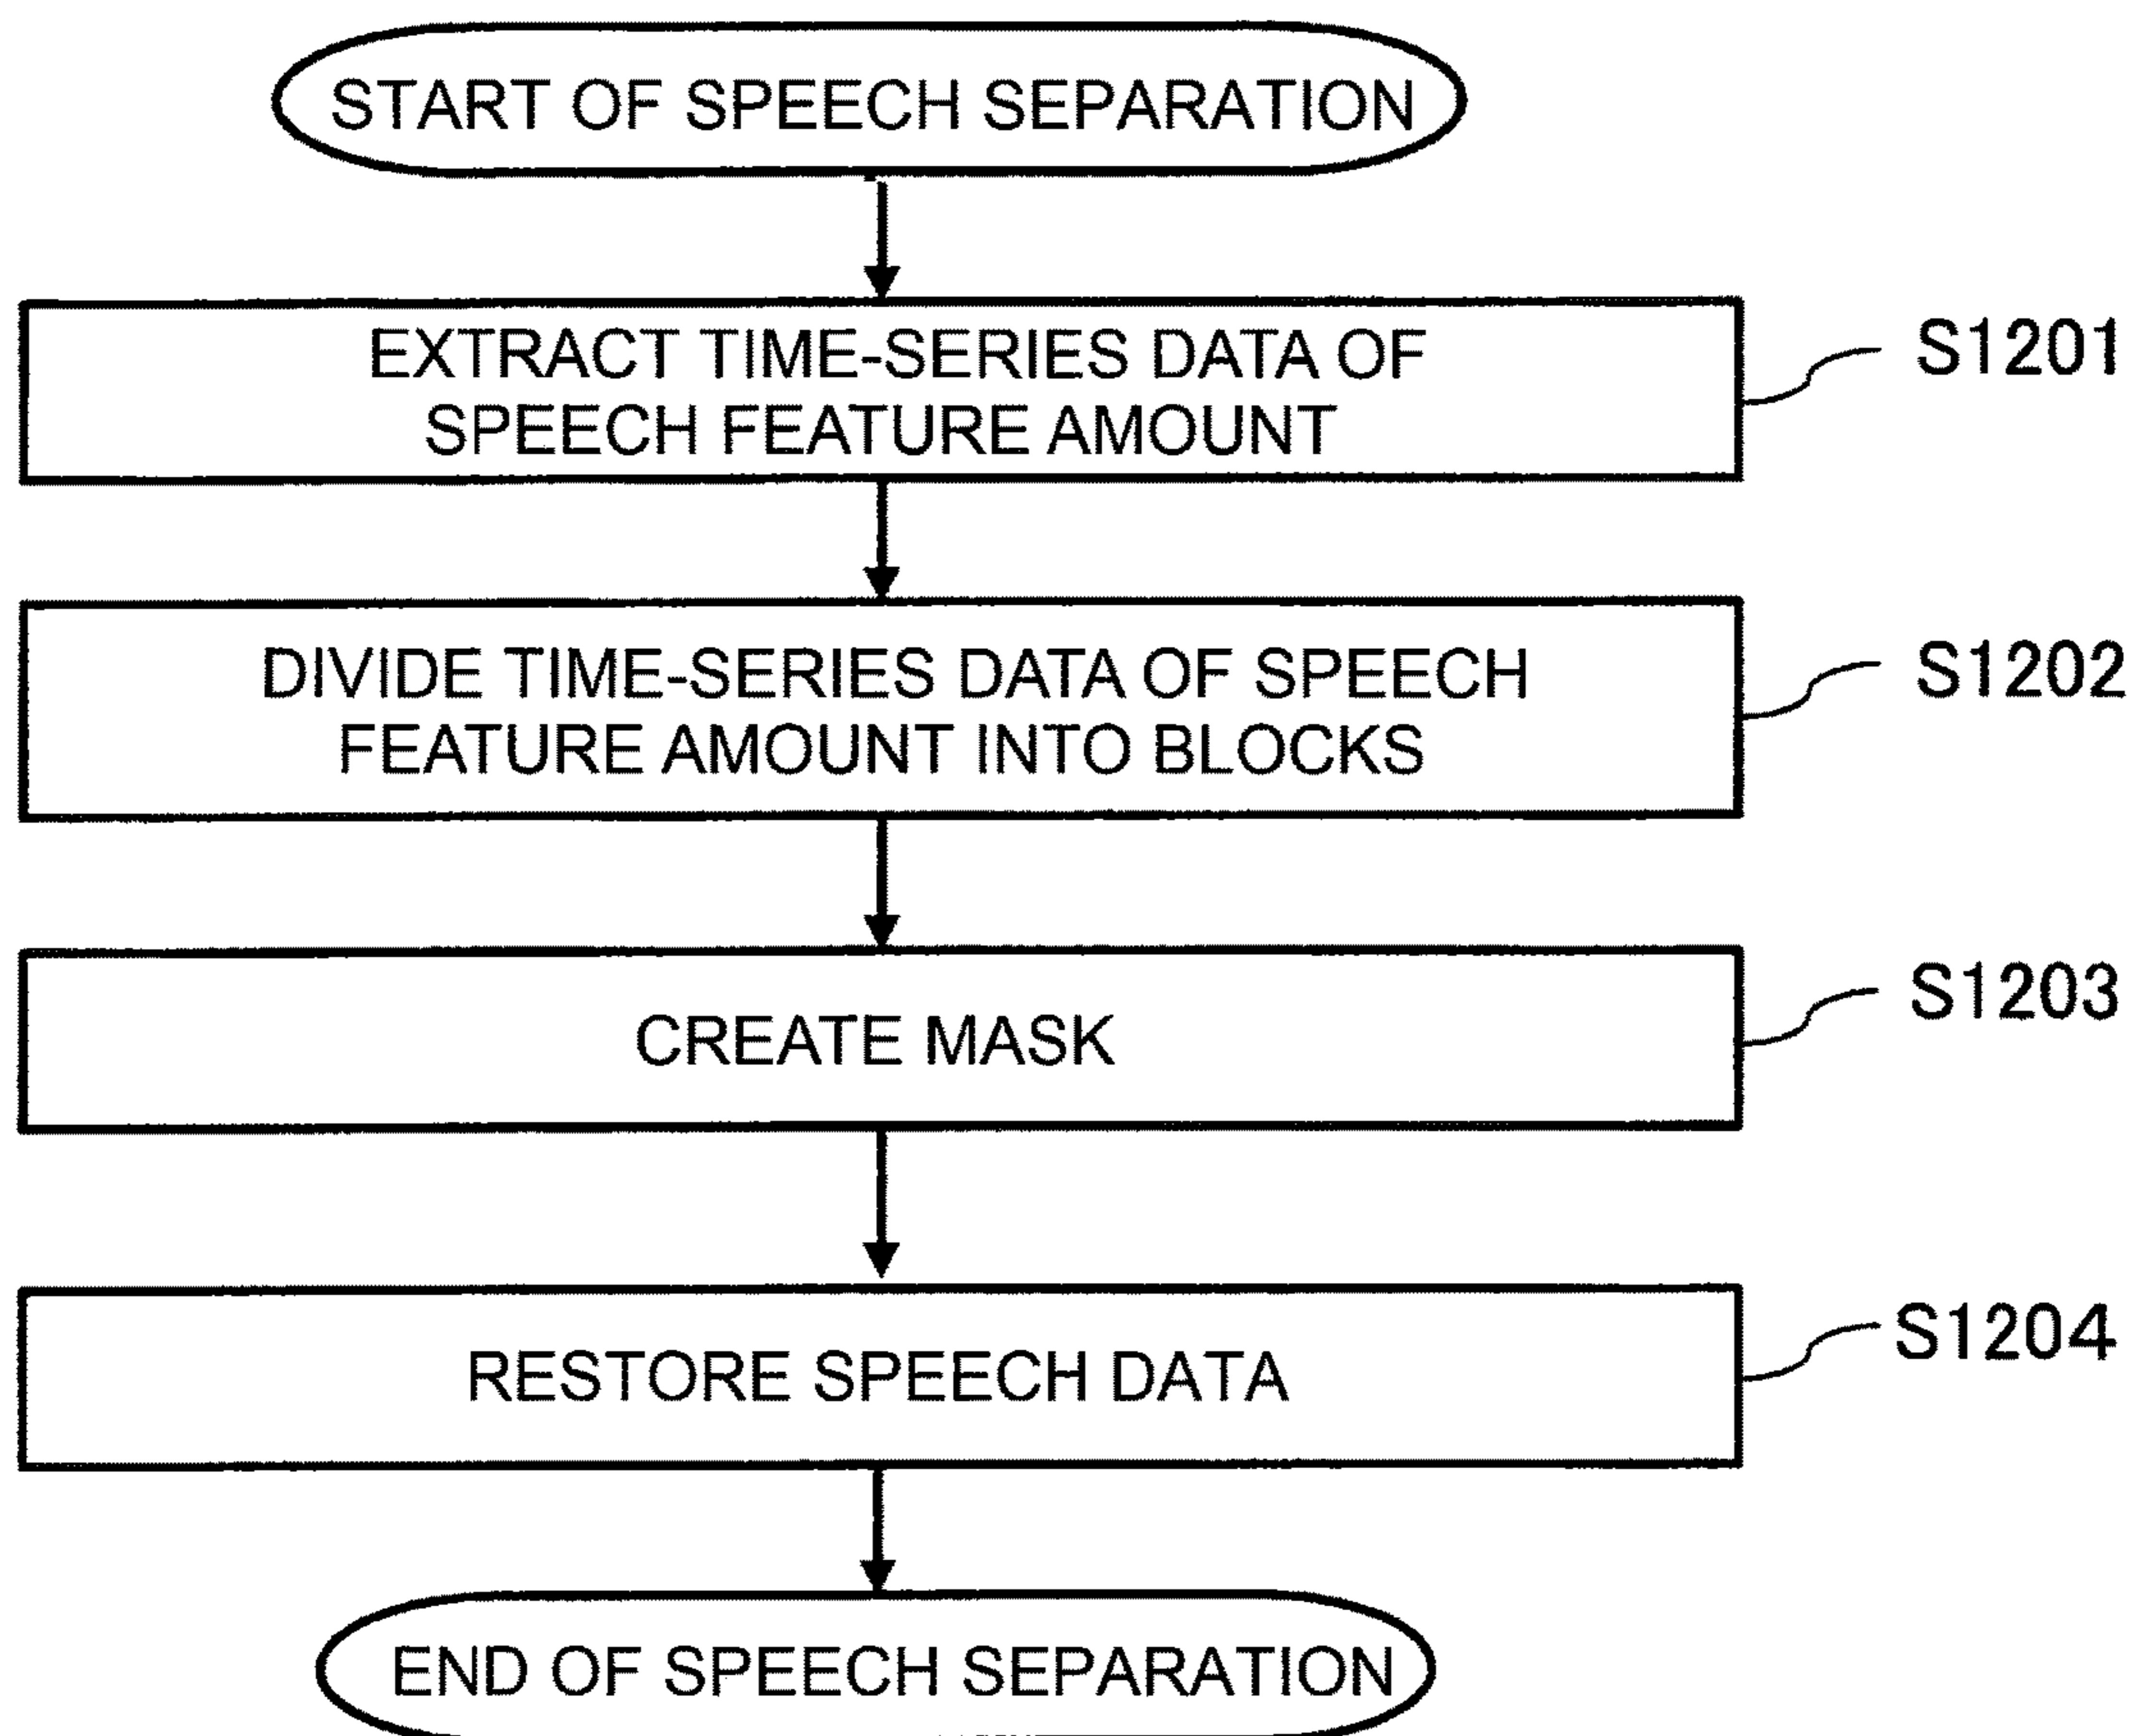 START OF SPEECH SEPARATION
EXTRACT TIME-SERIES DATA OF
SPEECH FEATURE AMOUNT
S1201
DIVIDE TIME-SERIES DATA OF SPEECH
FEATURE AMOUNT INTO BLOCKS
S1202
CREATE MASK
S1203
RESTORE SPEECH DATA
S1204
END OF SPEECH SEPARATION